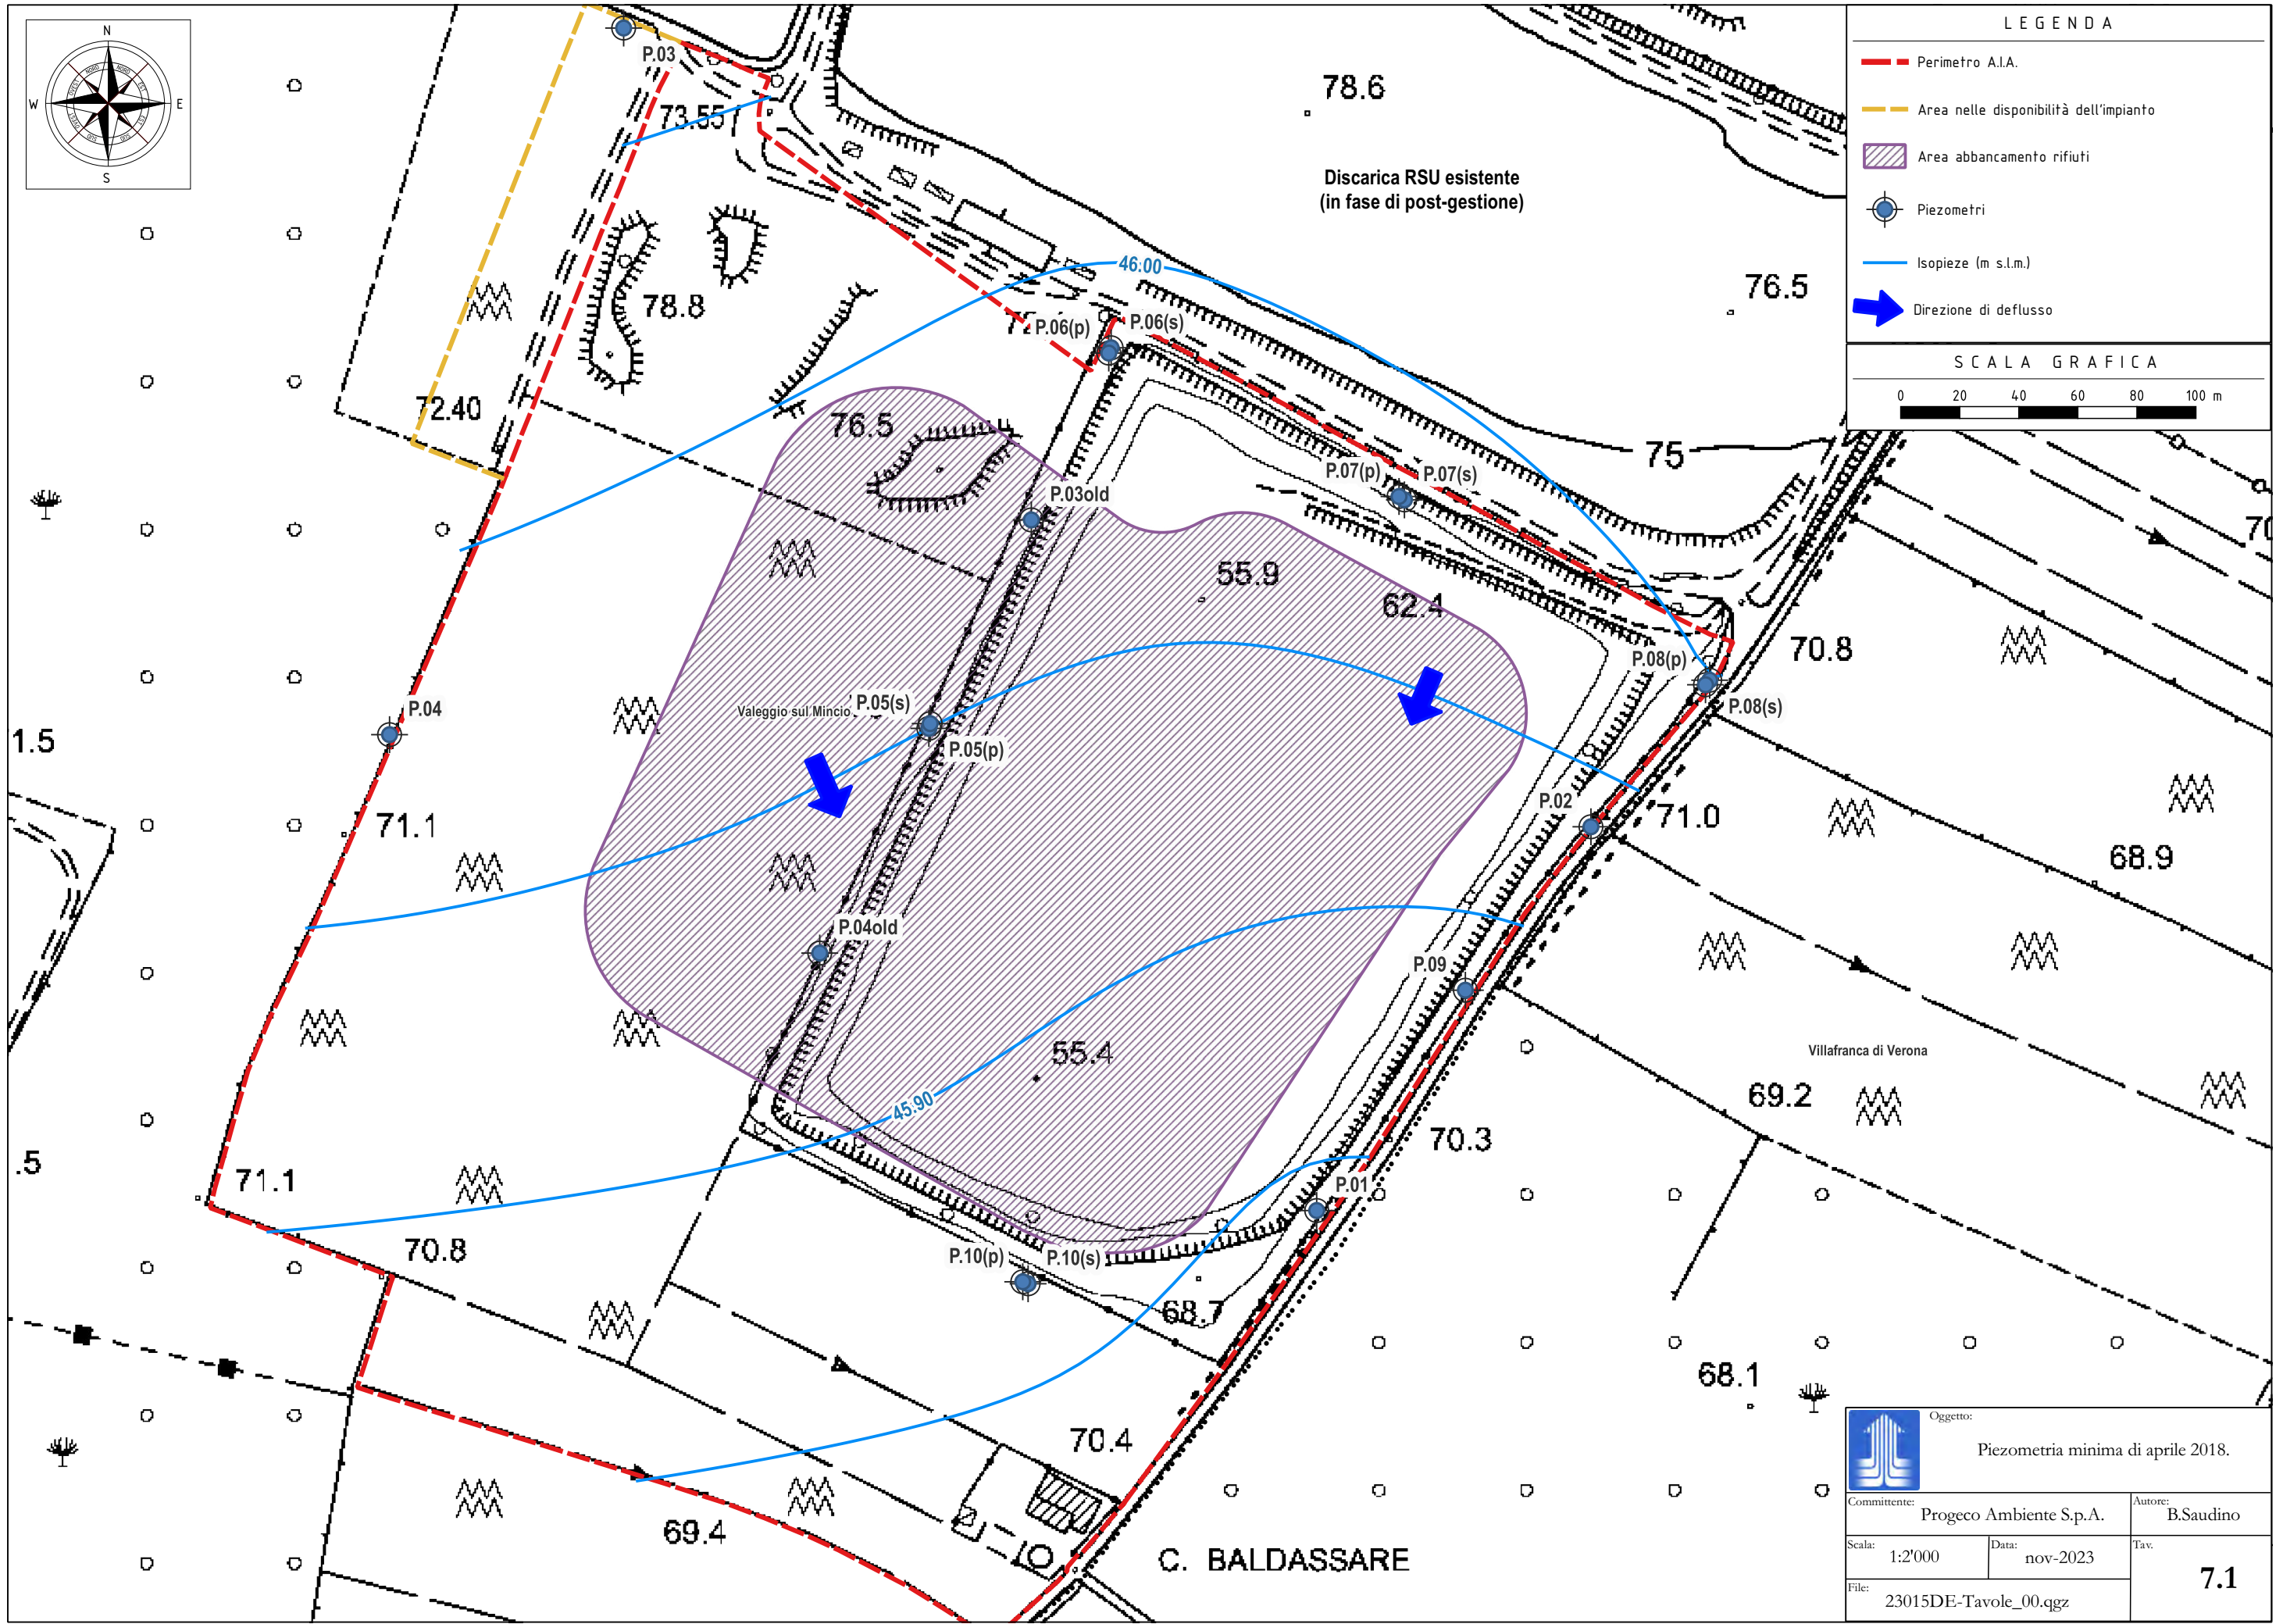 N
W
E
S
P.03
73.55
78.6
Discarica RSU esistente
(in fase di post-gestione)
46.00
76.5
78.8
P.06(p)
P.06(s)
72.40
76.5
75
P.07(p)
P.07(s)
P.03old
55.9
62.4
70.8
P.08(p)
P.08(s)
P.04
Valeggio sul Mincio
P.05(s)
P.05(p)
1.5
71.1
P.02
71.0
68.9
P.04old
P.09
55.4
Villafranca di Verona
45.90
69.2
70.3
.5
71.1
P.01
70.8
P.10(p)
P.10(s)
68.7
68.1
70.4
69.4
C. BALDASSARE
LEGENDA
Perimetro A.I.A.
Area nelle disponibilità dell'impianto
Area abbancamento rifiuti
Piezometri
Isopieze (m s.l.m.)
Direzione di deflusso
SCALA GRAFICA
0 20 40 60 80 100 m
Oggetto:
Piezometria minima di aprile 2018.
Committente:
Progeco Ambiente S.p.A.
Autore:
B.Saudino
Scala:
1:2'000
Data:
nov-2023
Tav.
7.1
File:
23015DE-Tavole_00.qgz